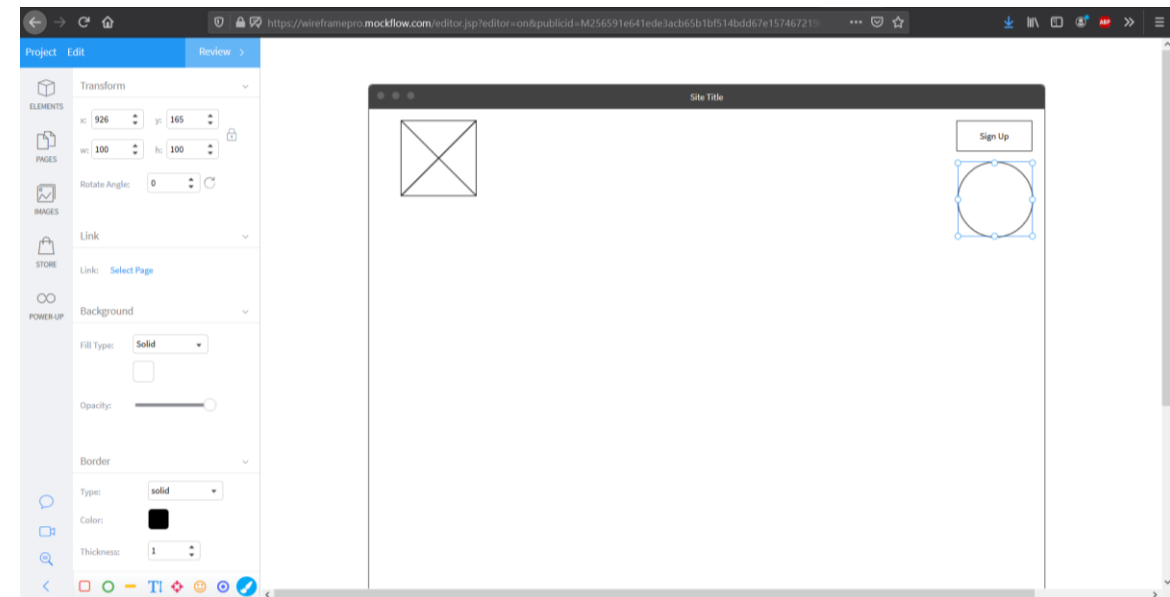 https://wireframepro.mockflow.com/editor.jsp?editor=on&publicid=M256591e641ede3acb65b1bf514bdd67e157467219
ABP
Project Edit Review >
ELEMENTS
PAGES
IMAGES
STORE
POWER-UP
Transform
x: 926 y: 165
w: 100 h: 100
Rotate Angle: 0
Link
Link: Select Page
Background
Fill Type: Solid
Opacity:
Border
Type: solid
Color:
Thickness: 1
T
Site Title
Sign Up